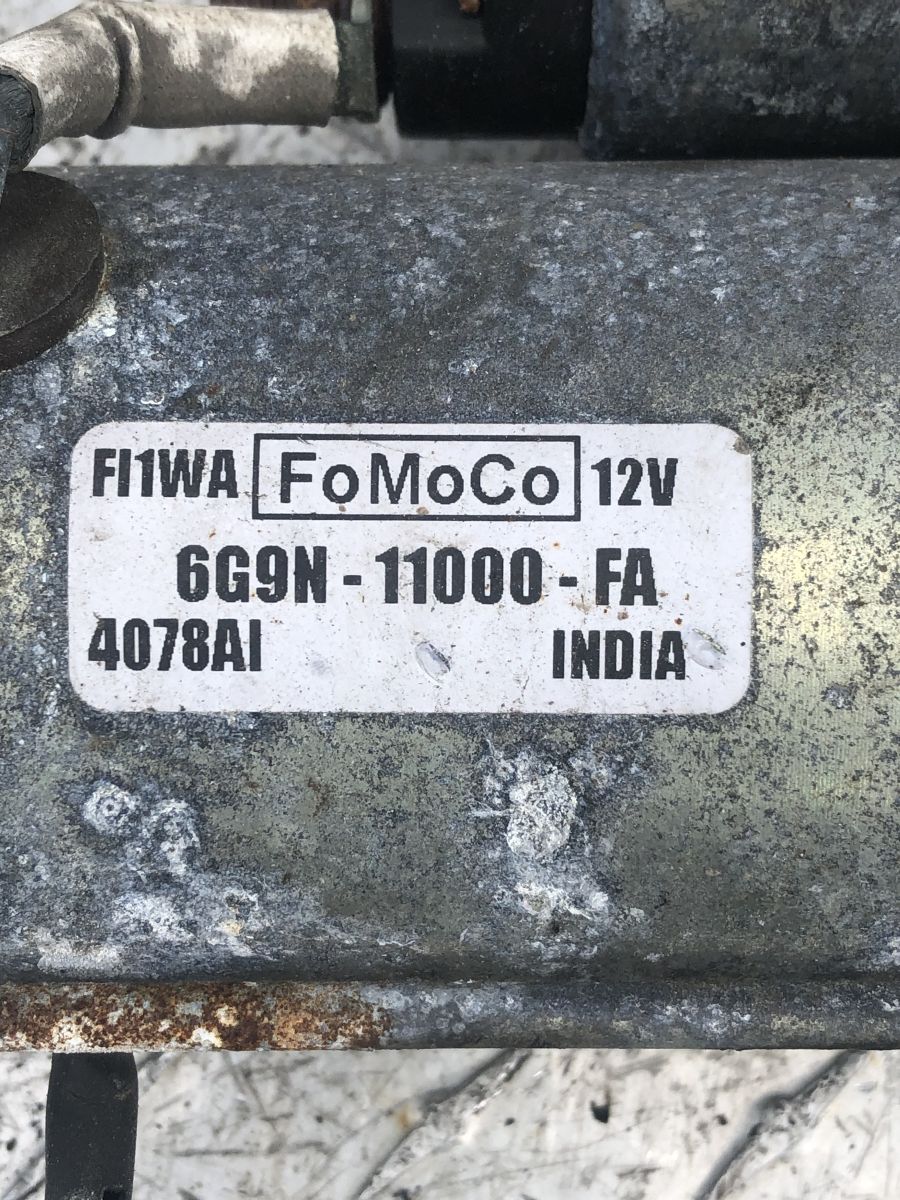 FI1WA FoMoCo 12V
6G9N - 11000 - FA
4078AI INDIA